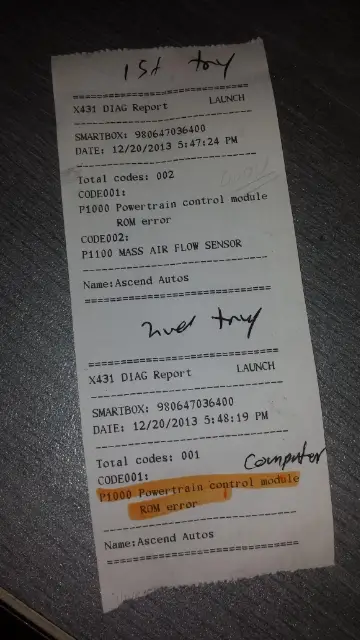 1st try
X431 DIAG Report LAUNCH
SMARTBOX: 980647036400
DATE: 12/20/2013 5:47:24 PM
Total codes: 002
CODE001:
P1000 Powertrain control module
ROM error
CODE002:
P1100 MASS AIR FLOW SENSOR
Name:Ascend Autos
try
X431 DIAG Report LAUNCH
SMARTBOX: 980647036400
DATE: 12/20/2013 5:48:19 PM
Total codes: 001
Computer
CODE001:
P1000 Powertrain control module
ROM error
Name:Ascend Autos